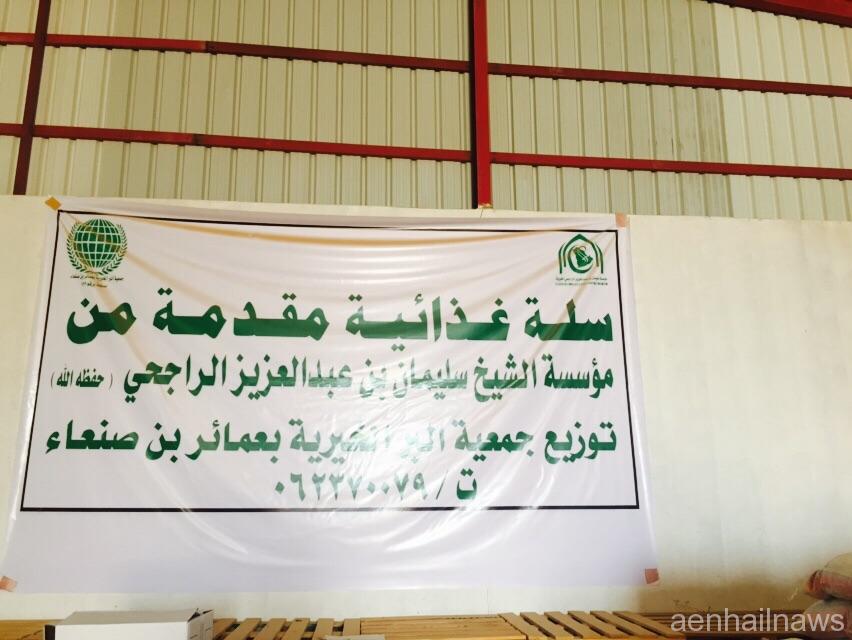 سلة غذائية مقدمة من
مؤسسة الشيخ سليمان بن عبدالعزيز الراجحي ( حفظه الله )
توزيع جمعية البر الخيرية بعمائر بن صنعاء
ت / ٠٦٢٣٧٠٠٧٩
aenhailnaws